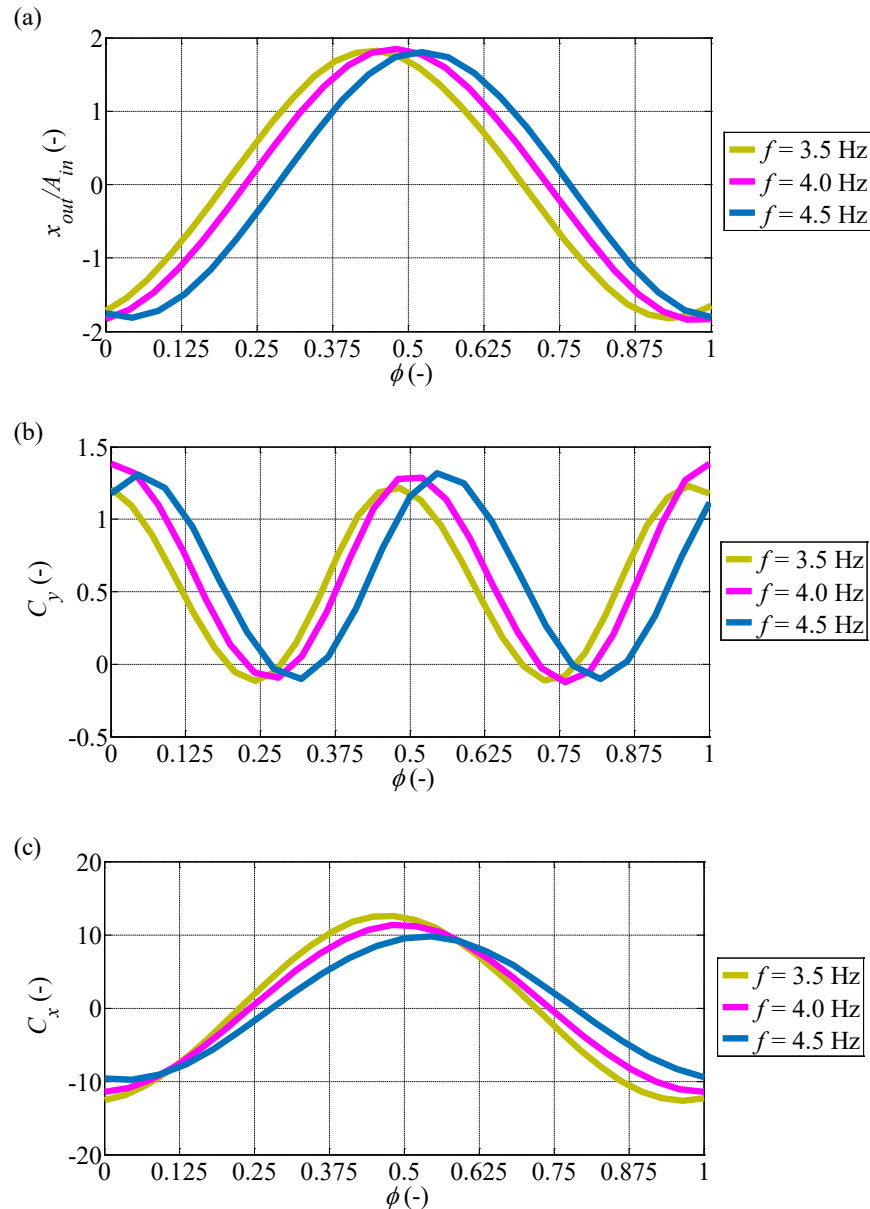 (a)
2
1
0
-1
-2
x_out/A_in (-)
0 0.125 0.25 0.375 0.5 0.625 0.75 0.875 1
ϕ (-)
f = 3.5 Hz
f = 4.0 Hz
f = 4.5 Hz
(b)
1.5
1
0.5
0
-0.5
C_y (-)
0 0.125 0.25 0.375 0.5 0.625 0.75 0.875 1
ϕ (-)
f = 3.5 Hz
f = 4.0 Hz
f = 4.5 Hz
(c)
20
10
0
-10
-20
C_x (-)
0 0.125 0.25 0.375 0.5 0.625 0.75 0.875 1
ϕ (-)
f = 3.5 Hz
f = 4.0 Hz
f = 4.5 Hz